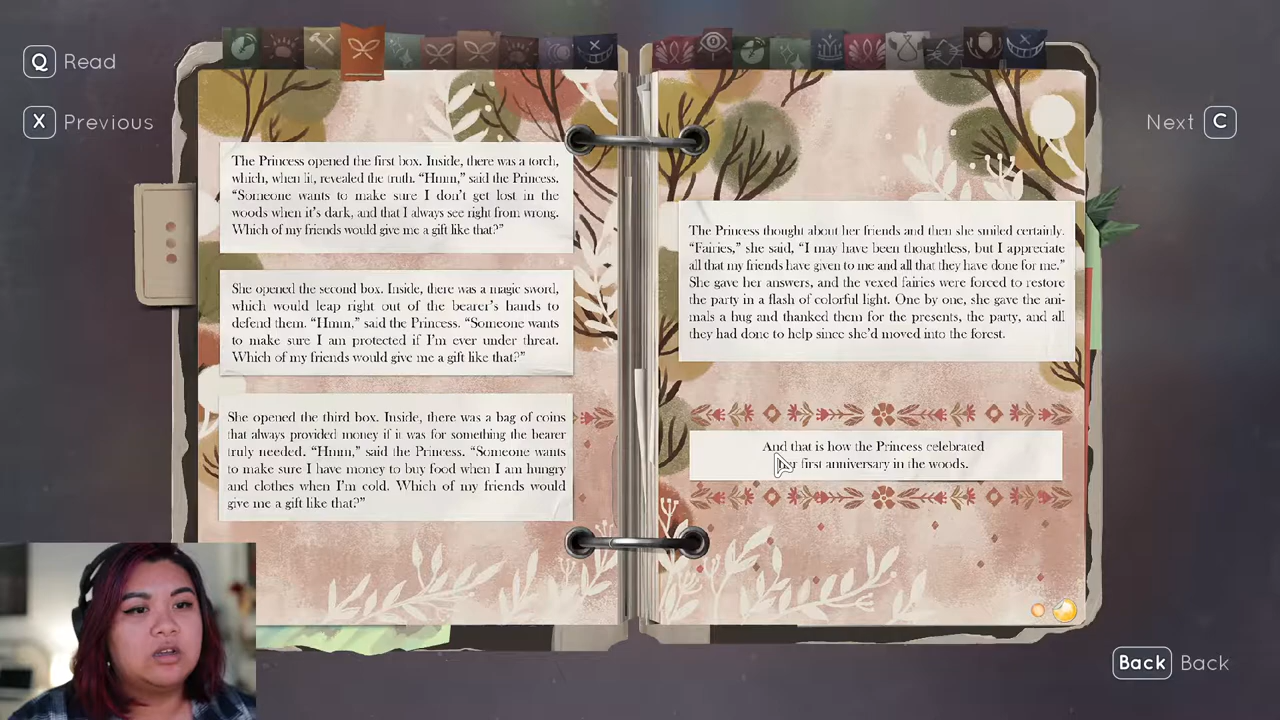 Q Read
X Previous
Next C
The Princess opened the first box. Inside, there was a torch,
which, when lit, revealed the truth. “Hmm,” said the Princess.
“Someone wants to make sure I don’t get lost in the
woods when it’s dark, and that I always see right from wrong.
Which of my friends would give me a gift like that?”
She opened the second box. Inside, there was a magic sword,
which would leap right out of the bearer’s hands to
defend them. “Hmm,” said the Princess. “Someone wants
to make sure I am protected if I’m ever under threat.
Which of my friends would give me a gift like that?”
She opened the third box. Inside, there was a bag of coins
that always provided money if it was for something the bearer
truly needed. “Hmm,” said the Princess. “Someone wants
to make sure I have money to buy food when I am hungry
and clothes when I’m cold. Which of my friends would
give me a gift like that?”
The Princess thought about her friends and then she smiled certainly.
“Fairies,” she said, “I may have been thoughtless, but I appreciate
all that my friends have given to me and all that they have done for me.”
She gave her answers, and the vexed fairies were forced to restore
the party in a flash of colorful light. One by one, she gave the ani-
mals a hug and thanked them for the presents, the party, and all
they had done to help since she’d moved into the forest.
And that is how the Princess celebrated
her first anniversary in the woods.
Back Back